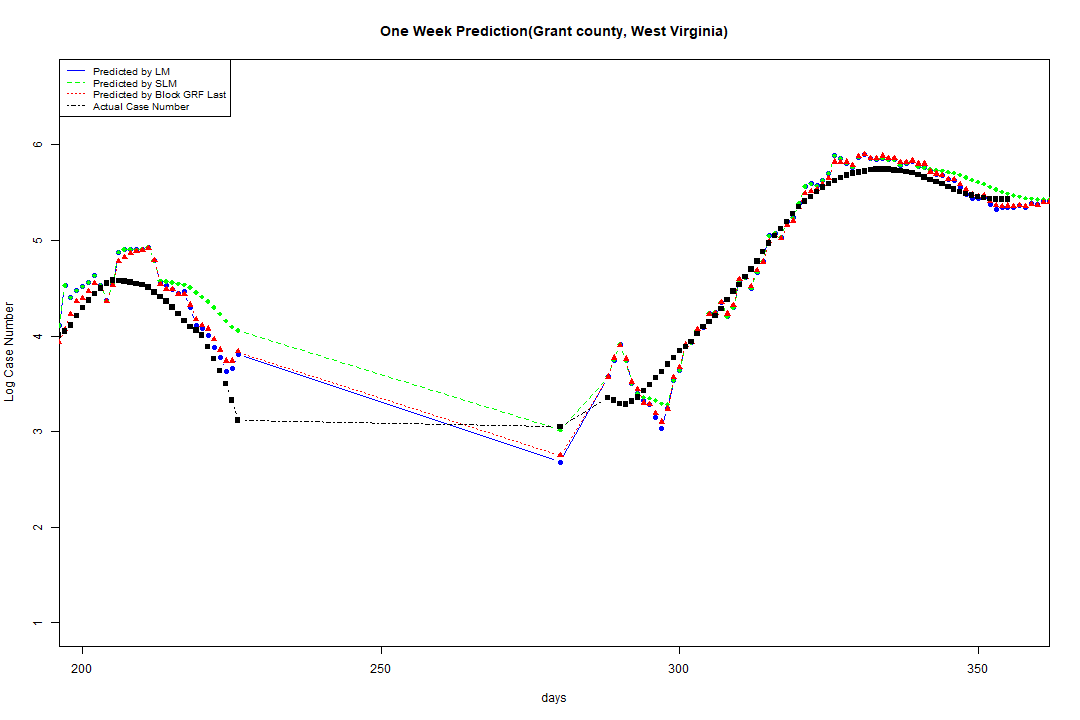 One Week Prediction(Grant county, West Virginia)
Predicted by LM
Predicted by SLM
Predicted by Block GRF Last
Actual Case Number
6
5
4
3
2
1
Log Case Number
200 250 300 350
days